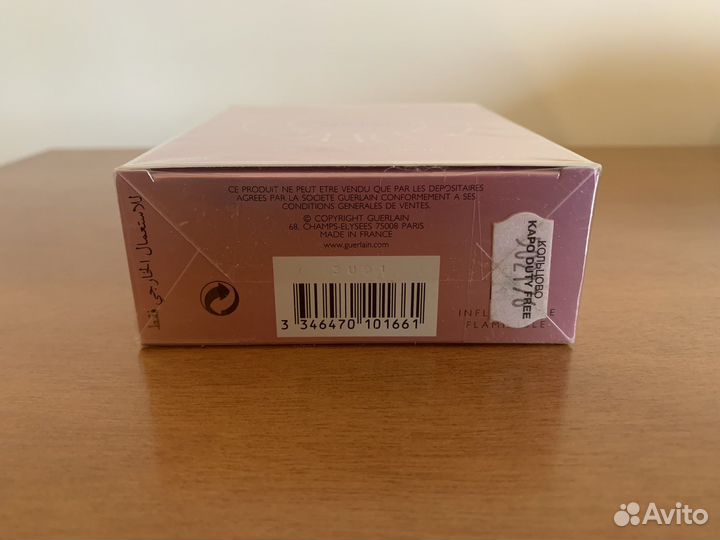 CE PRODUIT NE PEUT ETRE VENDU QUE PAR LES DEPOSITAIRES
AGREES PAR LA SOCIETE GUERLAIN CONFORMEMENT A SES
CONDITIONS GENERALES DE VENTES.
© COPYRIGHT GUERLAIN
68, CHAMPS-ELYSEES 75008 PARIS
MADE IN FRANCE
www.guerlain.com
للاستعمال الخارجي فقط
3 346470 101661
КОЛЬЦОВО
KAPO DUTY FREE
Avito